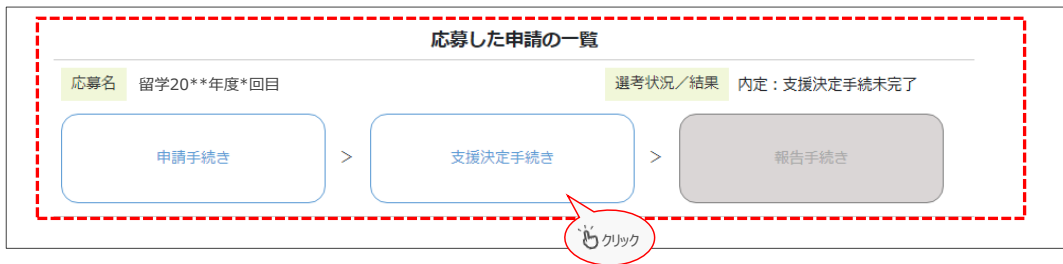 応募した申請の一覧
応募名 留学20**年度*回目 選考状況／結果 内定：支援決定手続未完了
申請手続き > 支援決定手続き > 報告手続き
クリック